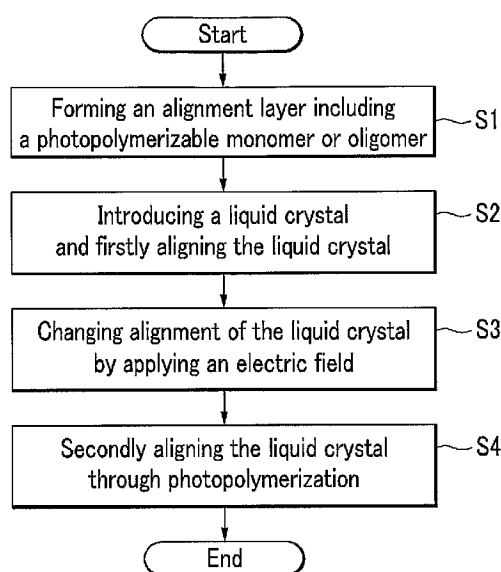 Start
Forming an alignment layer including
a photopolymerizable monomer or oligomer
S1
Introducing a liquid crystal
and firstly aligning the liquid crystal
S2
Changing alignment of the liquid crystal
by applying an electric field
S3
Secondly aligning the liquid crystal
through photopolymerization
S4
End